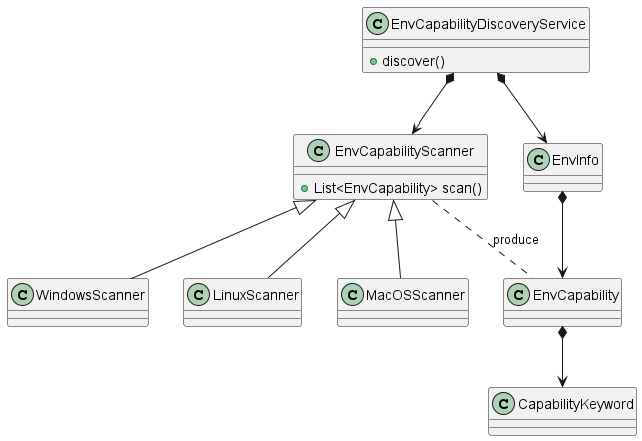 C EnvCapabilityDiscoveryService
discover()
C EnvCapabilityScanner
List<EnvCapability> scan()
C EnvInfo
produce
C WindowsScanner
C LinuxScanner
C MacOSScanner
C EnvCapability
C CapabilityKeyword